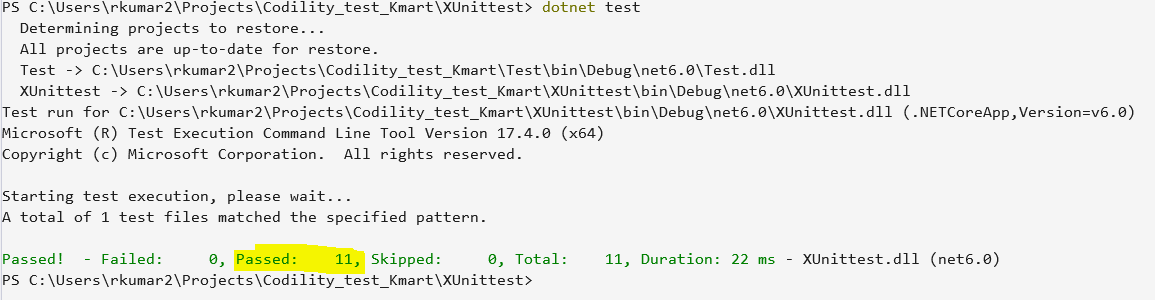 PS C:\Users\rkumar2\Projects\Codility_test_Kmart\XUnittest> dotnet test
  Determining projects to restore...
  All projects are up-to-date for restore.
  Test -> C:\Users\rkumar2\Projects\Codility_test_Kmart\Test\bin\Debug\net6.0\Test.dll
  XUnittest -> C:\Users\rkumar2\Projects\Codility_test_Kmart\XUnittest\bin\Debug\net6.0\XUnittest.dll
Test run for C:\Users\rkumar2\Projects\Codility_test_Kmart\XUnittest\bin\Debug\net6.0\XUnittest.dll (.NETCoreApp,Version=v6.0)
Microsoft (R) Test Execution Command Line Tool Version 17.4.0 (x64)
Copyright (c) Microsoft Corporation.  All rights reserved.

Starting test execution, please wait...
A total of 1 test files matched the specified pattern.

Passed!  - Failed:     0, Passed:    11, Skipped:     0, Total:    11, Duration: 22 ms - XUnittest.dll (net6.0)
PS C:\Users\rkumar2\Projects\Codility_test_Kmart\XUnittest>